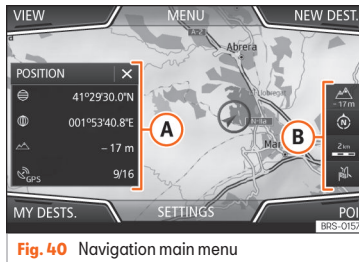 VIEW
MENU
NEW DEST.
A-2
Abrera
POSITION
41°29'30.0"N
001°53'40.8"E
– 17 m
GPS
9/16
A
B
N-IIa
– 17 m
N
2 km
MY DESTS.
SETTINGS
POI
BRS-0157
Fig. 40 Navigation main menu